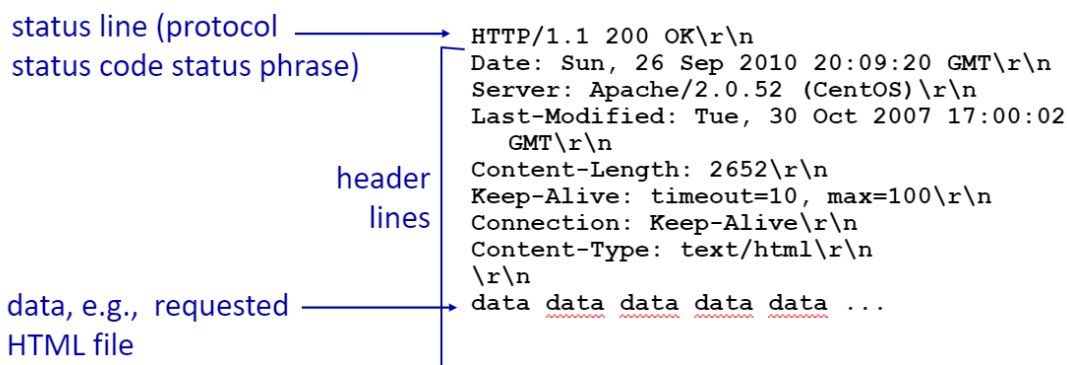 status line (protocol
status code status phrase)
header
lines
data, e.g.,  requested
HTML file
HTTP/1.1 200 OK\r\n
Date: Sun, 26 Sep 2010 20:09:20 GMT\r\n
Server: Apache/2.0.52 (CentOS)\r\n
Last-Modified: Tue, 30 Oct 2007 17:00:02
GMT\r\n
Content-Length: 2652\r\n
Keep-Alive: timeout=10, max=100\r\n
Connection: Keep-Alive\r\n
Content-Type: text/html\r\n
\r\n
data data data data data ...